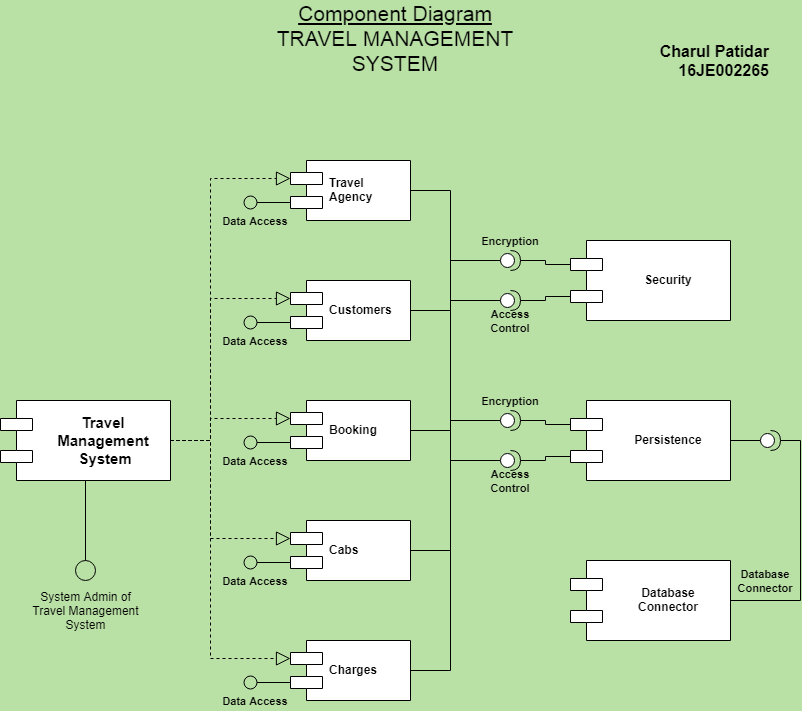 Component Diagram
TRAVEL MANAGEMENT
SYSTEM
Charul Patidar
16JE002265
Travel
Agency
Data Access
Encryption
Security
Access
Control
Customers
Data Access
Travel
Management
System
Booking
Data Access
Encryption
Persistence
Access
Control
System Admin of
Travel Management
System
Cabs
Data Access
Database
Connector
Database
Connector
Charges
Data Access